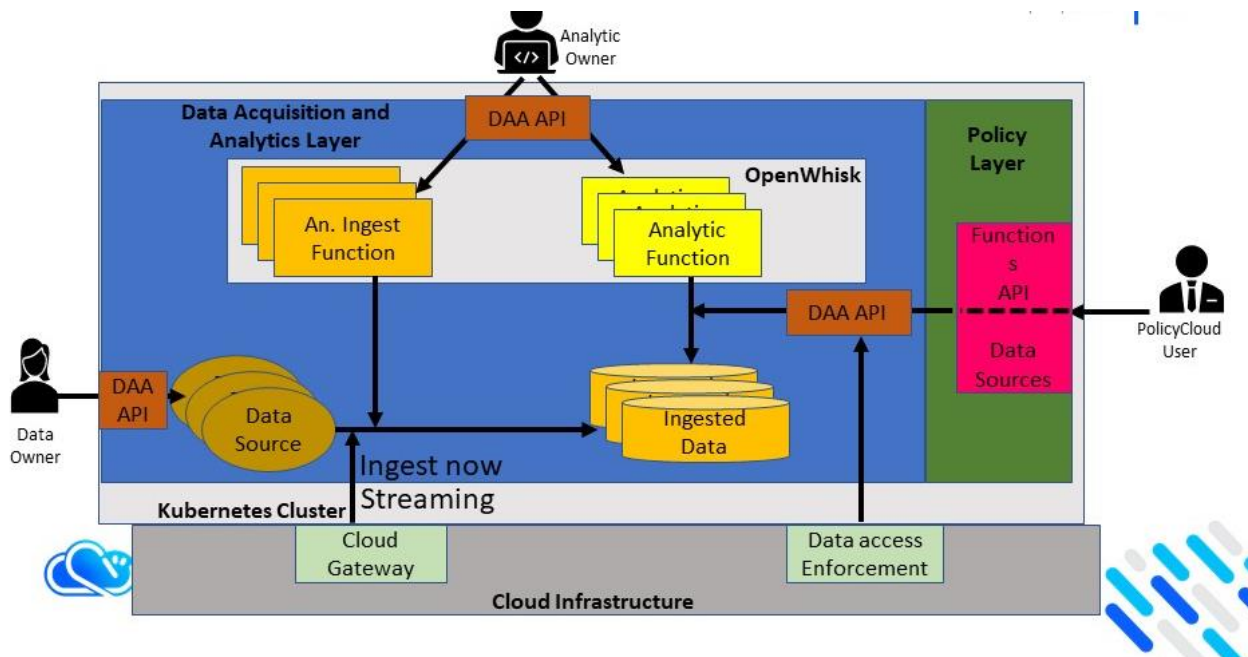 Analytic
Owner
</>
Data Acquisition and
Analytics Layer
DAA API
Policy
Layer
OpenWhisk
An. Ingest
Function
Analytic
Function
Function
s
API
Data
Sources
DAA API
PolicyCloud
User
DAA
API
Data
Owner
Data
Source
Ingested
Data
Ingest now
Streaming
Kubernetes Cluster
Cloud
Gateway
Data access
Enforcement
Cloud Infrastructure